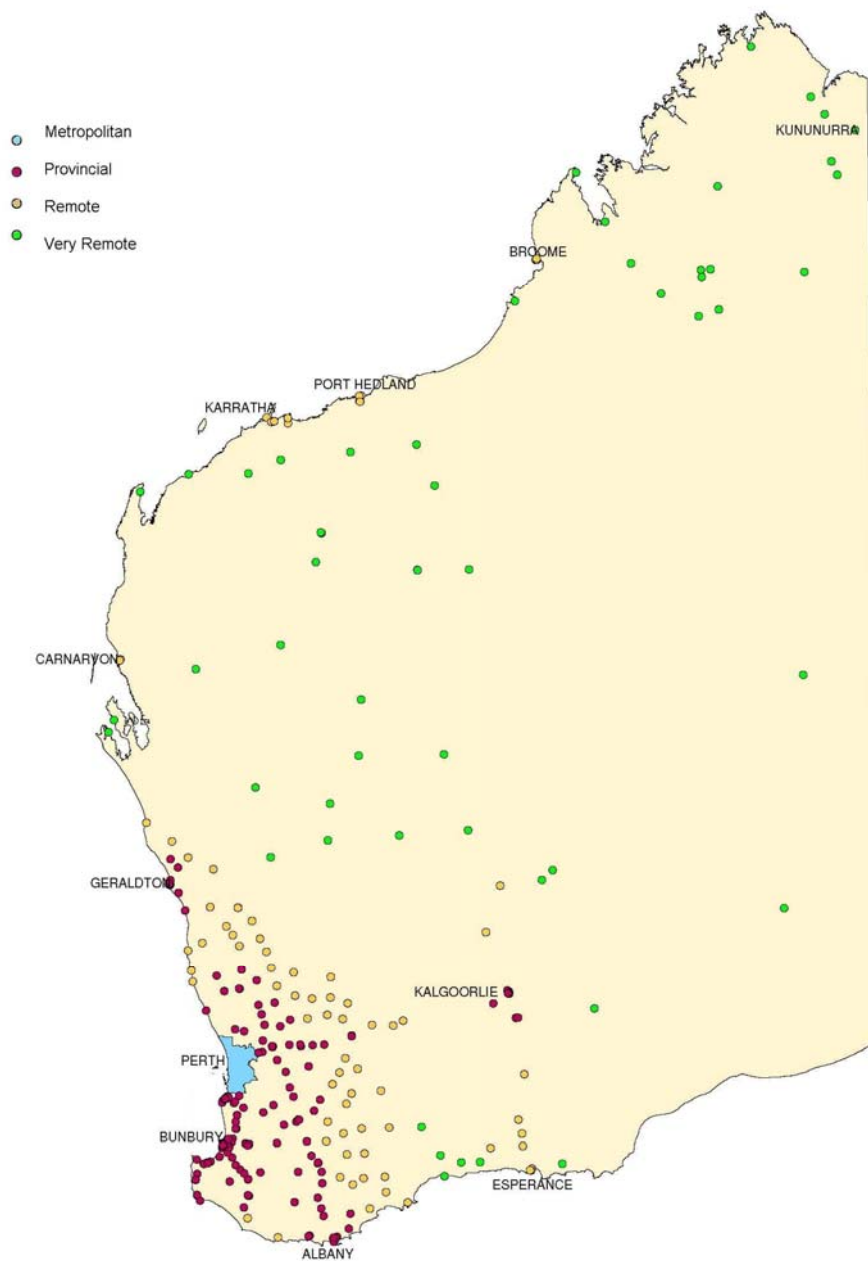 Metropolitan
Provincial
Remote
Very Remote
KUNUNURRA
BROOME
PORT HEDLAND
KARRATHA
CARNARVON
GERALDTON
KALGOORLIE
PERTH
BUNBURY
ESPERANCE
ALBANY